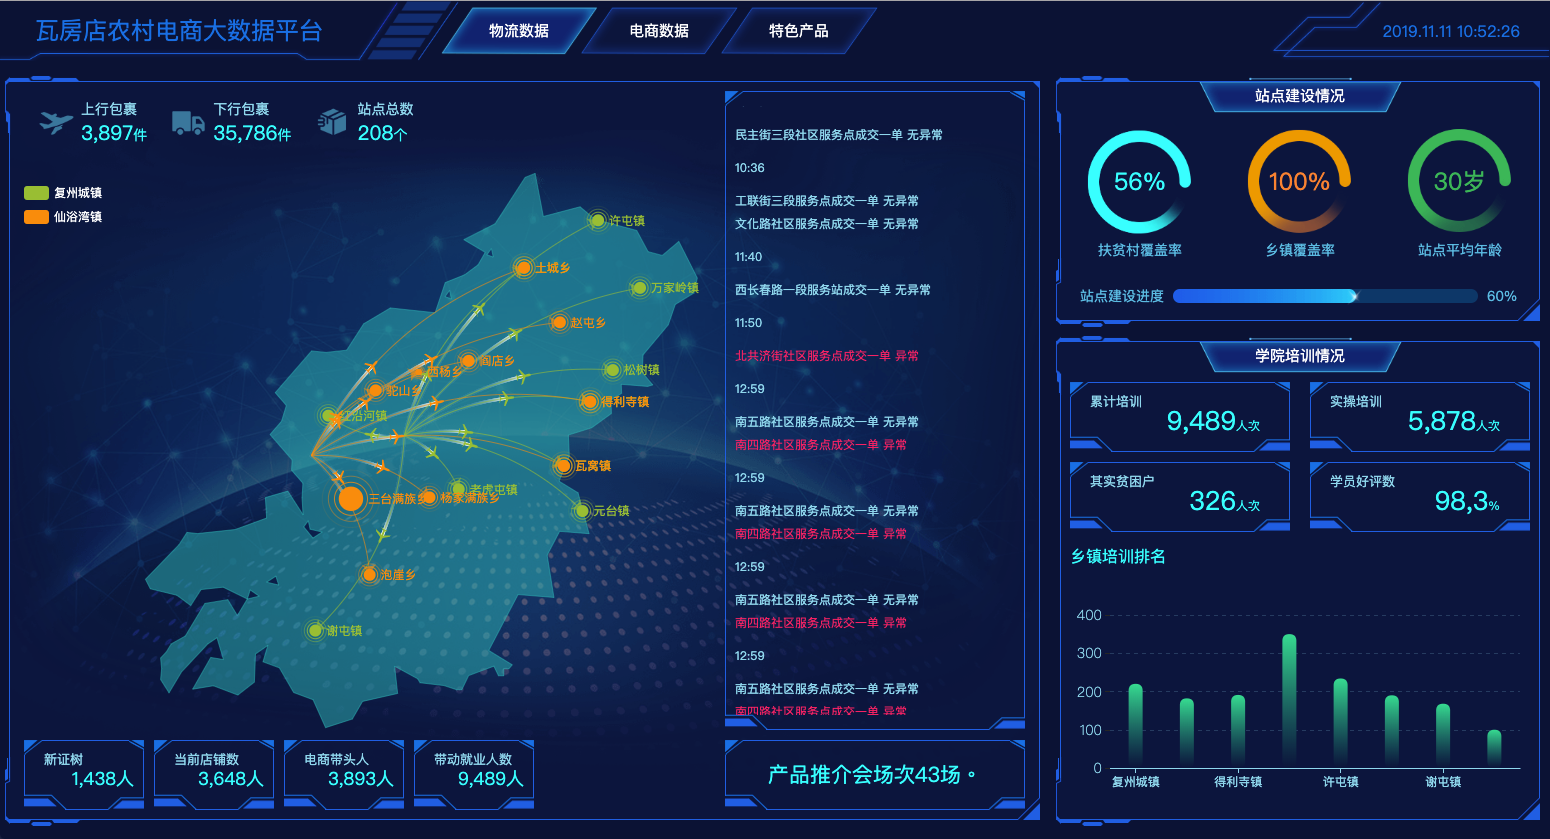 瓦房店农村电商大数据平台
物流数据
电商数据
特色产品
2019.11.11 10:52:26
上行包裹
3,897件
下行包裹
35,786件
站点总数
208个
复州城镇
仙浴湾镇
许屯镇
土城乡
万家岭镇
赵屯乡
阎店乡
西杨乡
松树镇
驼山乡
得利寺镇
红沿河镇
瓦窝镇
老虎屯镇
三台满族乡
杨家满族乡
元台镇
泡崖乡
谢屯镇
民主街三段社区服务点成交一单 无异常
10:36
工联街三段服务点成交一单 无异常
文化路社区服务点成交一单 无异常
11:40
西长春路一段服务站成交一单 无异常
11:50
北共济街社区服务点成交一单 异常
12:59
南五路社区服务点成交一单 无异常
南四路社区服务点成交一单 异常
12:59
南五路社区服务点成交一单 无异常
南四路社区服务点成交一单 异常
12:59
南五路社区服务点成交一单 无异常
南四路社区服务点成交一单 异常
12:59
南五路社区服务点成交一单 无异常
南四路社区服务点成交一单 异常
新证树
1,438人
当前店铺数
3,648人
电商带头人
3,893人
带动就业人数
9,489人
产品推介会场次43场。
站点建设情况
56%
100%
30岁
扶贫村覆盖率
乡镇覆盖率
站点平均年龄
站点建设进度
60%
学院培训情况
累计培训
9,489人次
实操培训
5,878人次
其实贫困户
326人次
学员好评数
98,3%
乡镇培训排名
400
300
200
100
0
复州城镇
得利寺镇
许屯镇
谢屯镇